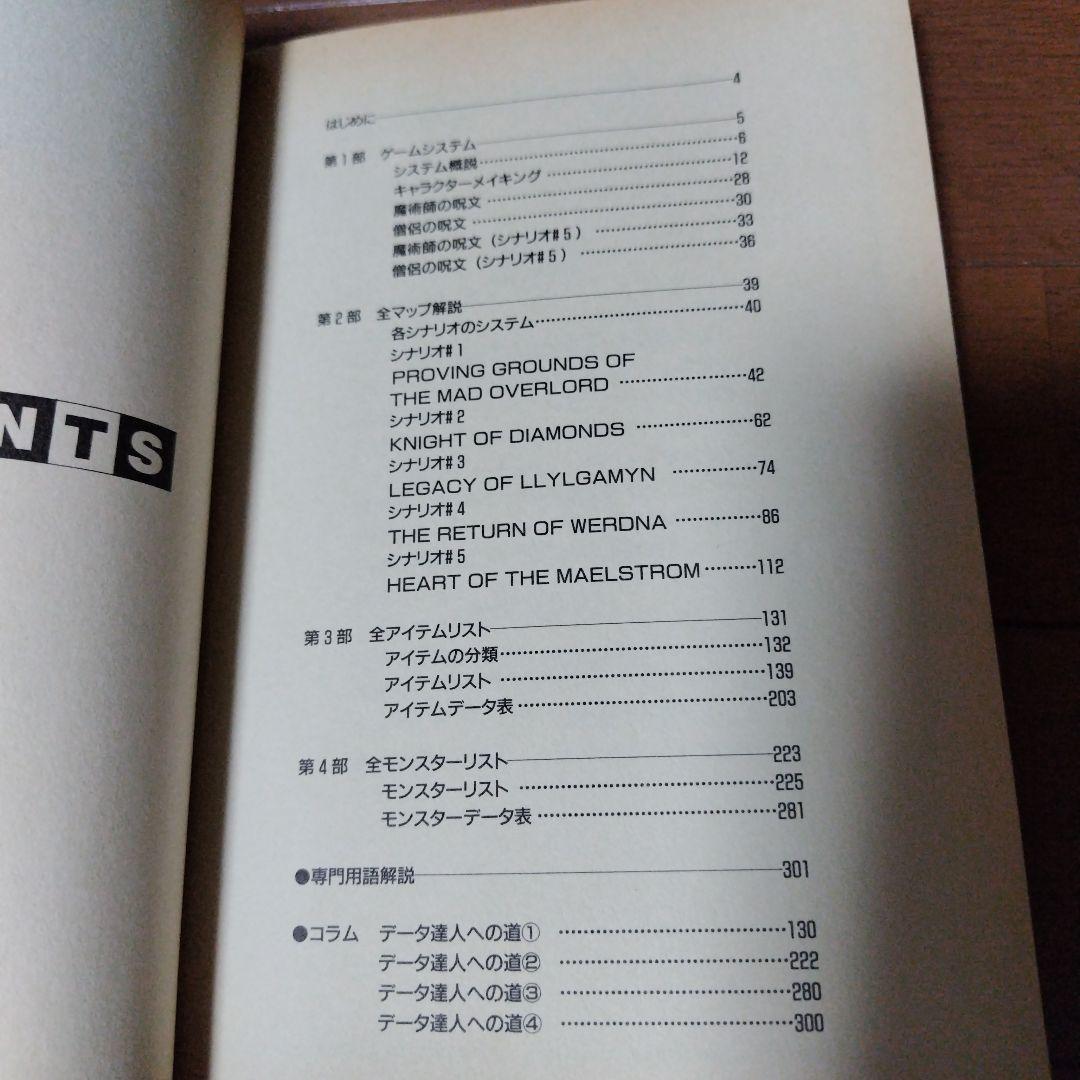 NTS
はじめに 4
第1部 ゲームシステム 5
システム概説 6
キャラクターメイキング 12
魔術師の呪文 28
僧侶の呪文 30
魔術師の呪文(シナリオ#5) 33
僧侶の呪文(シナリオ#5) 36
第2部 全マップ解説 39
各シナリオのシステム 40
シナリオ#1
PROVING GROUNDS OF
THE MAD OVERLORD 42
シナリオ#2
KNIGHT OF DIAMONDS 62
シナリオ#3
LEGACY OF LLYLGAMYN 74
シナリオ#4
THE RETURN OF WERDNA 86
シナリオ#5
HEART OF THE MAELSTROM 112
第3部 全アイテムリスト 131
アイテムの分類 132
アイテムリスト 139
アイテムデータ表 203
第4部 全モンスターリスト 223
モンスターリスト 225
モンスターデータ表 281
●専門用語解説 301
●コラム データ達人への道① 130
データ達人への道② 222
データ達人への道③ 280
データ達人への道④ 300